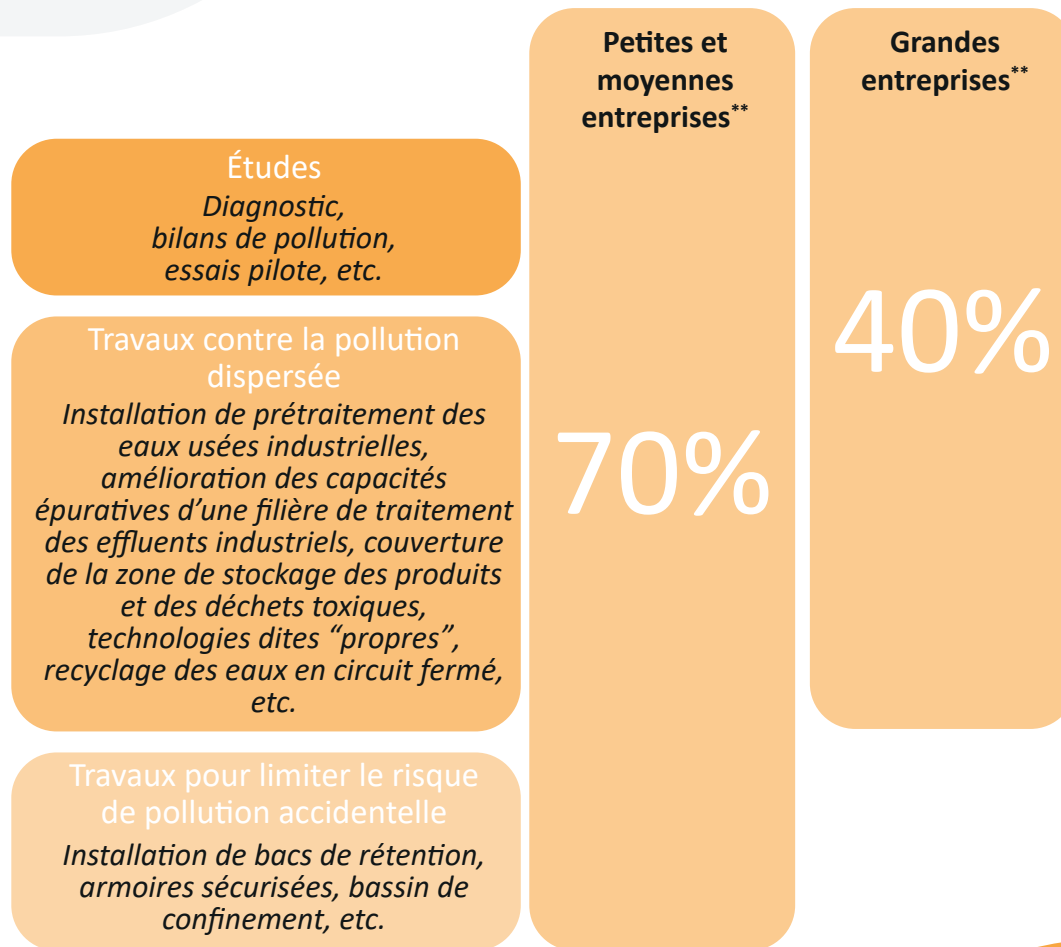 Petites et
moyennes
entreprises**
Grandes
entreprises**
Études
Diagnostic,
bilans de pollution,
essais pilote, etc.
Travaux contre la pollution
dispersée
Installation de prétraitement des
eaux usées industrielles,
amélioration des capacités
épuratives d’une filière de traitement
des effluents industriels, couverture
de la zone de stockage des produits
et des déchets toxiques,
technologies dites “propres”,
recyclage des eaux en circuit fermé,
etc.
Travaux pour limiter le risque
de pollution accidentelle
Installation de bacs de rétention,
armoires sécurisées, bassin de
confinement, etc.
70%
40%